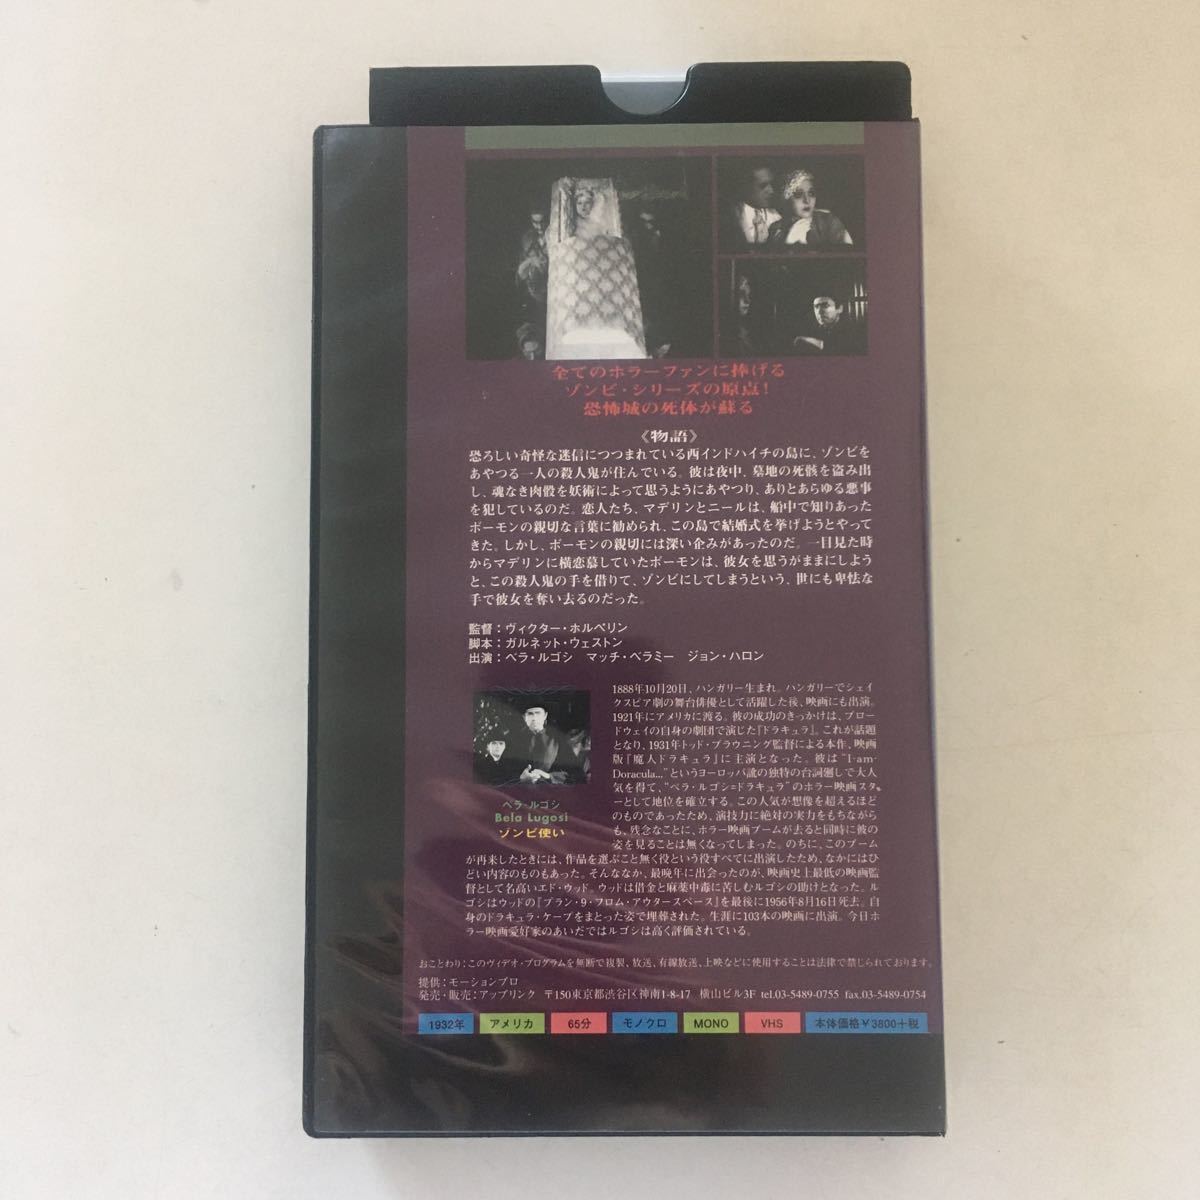 全てのホラーファンに捧げる
ゾンビ・シリーズの原点!
恐怖城の死体が蘇る
《物語》
恐ろしい奇怪な迷信につつまれている西インドハイチの島に、ゾンビを
あやつる一人の殺人鬼が住んでいる。彼は夜中、墓地の死骸を盗み出
し、魂なき肉骸を妖術によって思うようにあやつり、ありとあらゆる悪事
を犯しているのだ。恋人たち、マデリンとニールは、船中で知りあった
ボーモンの親切な言葉に勧められ、この島で結婚式を挙げようとやって
きた。しかし、ボーモンの親切には深い企みがあったのだ。一目見た時
からマデリンに横恋慕していたボーモンは、彼女を思うがままにしようand
と、この殺人鬼の手を借りて、ゾンビにしてしまうという、世にも卑怯な
手で彼女を奪い去るのだった。
監督：ヴィクター・ホルペリン
脚本：ガルネット・ウェストン
出演：ベラ・ルゴシ　マッチ・ベラミー　ジョン・ハロン
ベラ・ルゴシ
Bela Lugosi
ゾンビ使い
1888年10月20日、ハンガリー生まれ。ハンガリーでシェイ
クスピア劇の舞台俳優として活躍した後、映画にも出演。
1921年にアメリカに渡る。彼の成功のきっかけは、ブロー
ドウェイの自身の劇団で演じた『ドラキュラ』。これが話題
となり、1931年トッド・ブラウニング監督による本作、映画
版『魔人ドラキュラ』に主演となった。彼は"I-am-
Doracula..."というヨーロッパ訛の独特の台詞廻しで大人
気を得て、"ベラ・ルゴシ=ドラキュラ"のホラー映画スタ
ーとして地位を確立する。この人気が想像を超えるほど
のものであったため、演技力に絶対の実力をもちながら
も、残念なことに、ホラー映画ブームが去ると同時に彼の
姿を見ることは無くなってしまった。のちに、このブーム
が再来したときには、作品を選ぶこと無く役という役すべてに出演したため、なかにはひ
どい内容のものもあった。そんななか、最晩年に出会ったのが、映画史上最低の映画監
督として名高いエド・ウッド。ウッドは借金と麻薬中毒に苦しむルゴシの助けとなった。ル
ゴシはウッドの『プラン・9・フロム・アウタースペース』を最後に1956年8月16日死去。自
身のドラキュラ・ケープをまとった姿で埋葬された。生涯に103本の映画に出演。今日ホ
ラー映画愛好家のあいだではルゴシは高く評価されている。
おことわり：このヴィデオ・プログラムを無断で複製、放送、有線放送、上映などに使用することは法律で禁じられております。
提供：モーションプロ
発売・販売：アップリンク　〒150東京都渋谷区神南1-8-17　横山ビル3F tel.03-5489-0755 fax.03-5489-0754
1932年 アメリカ 65分 モノクロ MONO VHS 本体価格￥3800+税